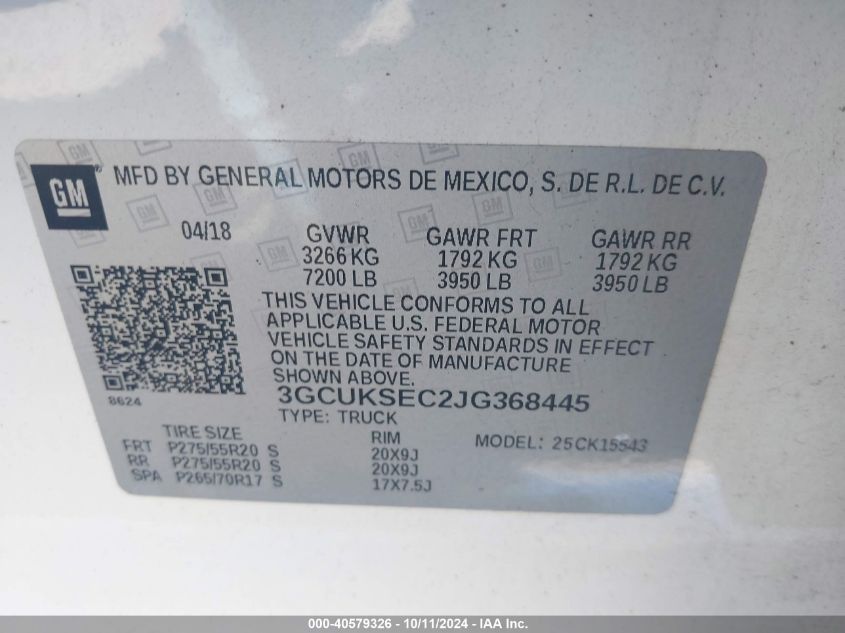 GM
MFD BY GENERAL MOTORS DE MEXICO, S. DE R.L. DE C.V.
04/18 GVWR GAWR FRT GAWR RR
3266 KG 1792 KG 1792 KG
7200 LB 3950 LB 3950 LB
THIS VEHICLE CONFORMS TO ALL
APPLICABLE U.S. FEDERAL MOTOR
VEHICLE SAFETY STANDARDS IN EFFECT
ON THE DATE OF MANUFACTURE
SHOWN ABOVE.
8624 3GCUKSEC2JG368445
TYPE: TRUCK
TIRE SIZE RIM MODEL: 25CK15543
FRT P275/55R20 S 20X9J
RR P275/55R20 S 20X9J
SPA P265/70R17 S 17X7.5J
000-40579326 - 10/11/2024 - IAA Inc.